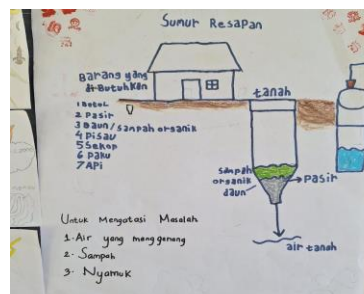 Sumur Resapan
Barang yang
di Butuhkan
1 Botol
2 Pasir
3 Daun/sampah organik
4 Pisau
5 Sekop
6 Paku
7 Api
tanah
sampah
organik
daun
Pasir
air tanah
Untuk Mengatasi Masalah
1. Air yang menggenang
2. Sampah
3. Nyamuk